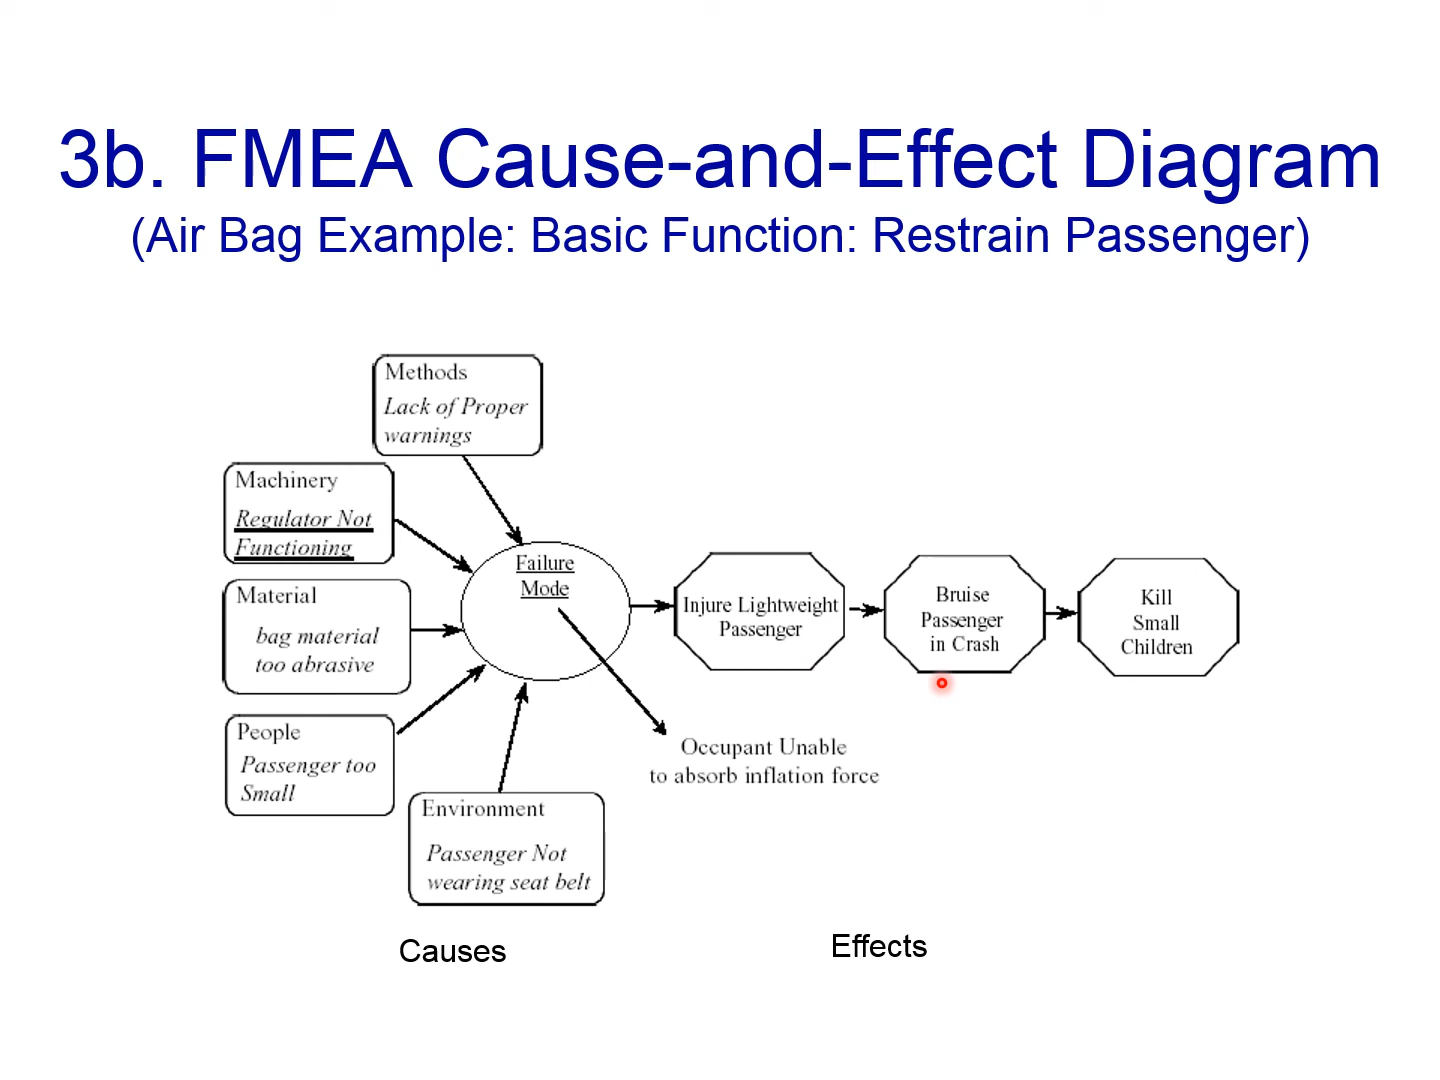 3b. FMEA Cause-and-Effect Diagram
(Air Bag Example: Basic Function: Restrain Passenger)
Methods
Lack of Proper
warnings
Machinery
Regulator Not
Functioning
Material
bag material
too abrasive
People
Passenger too
Small
Environment
Passenger Not
wearing seat belt
Failure
Mode
Occupant Unable
to absorb inflation force
Injure Lightweight
Passenger
Bruise
Passenger
in Crash
Kill
Small
Children
Causes
Effects